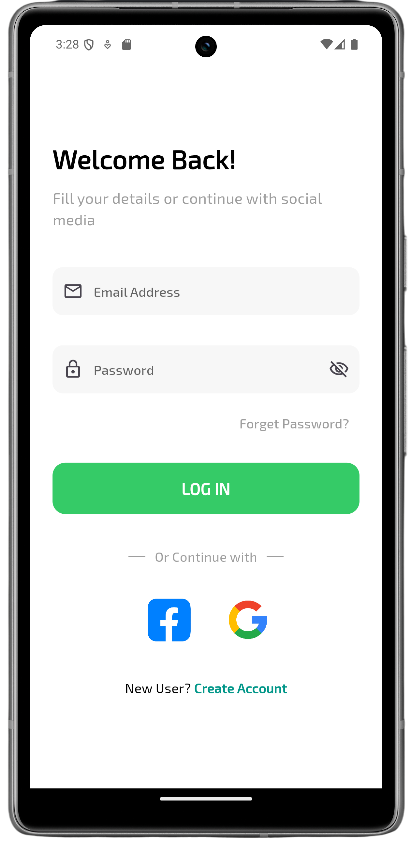 3:28
Welcome Back!
Fill your details or continue with social
media
Email Address
Password
Forget Password?
LOG IN
Or Continue with
New User? Create Account